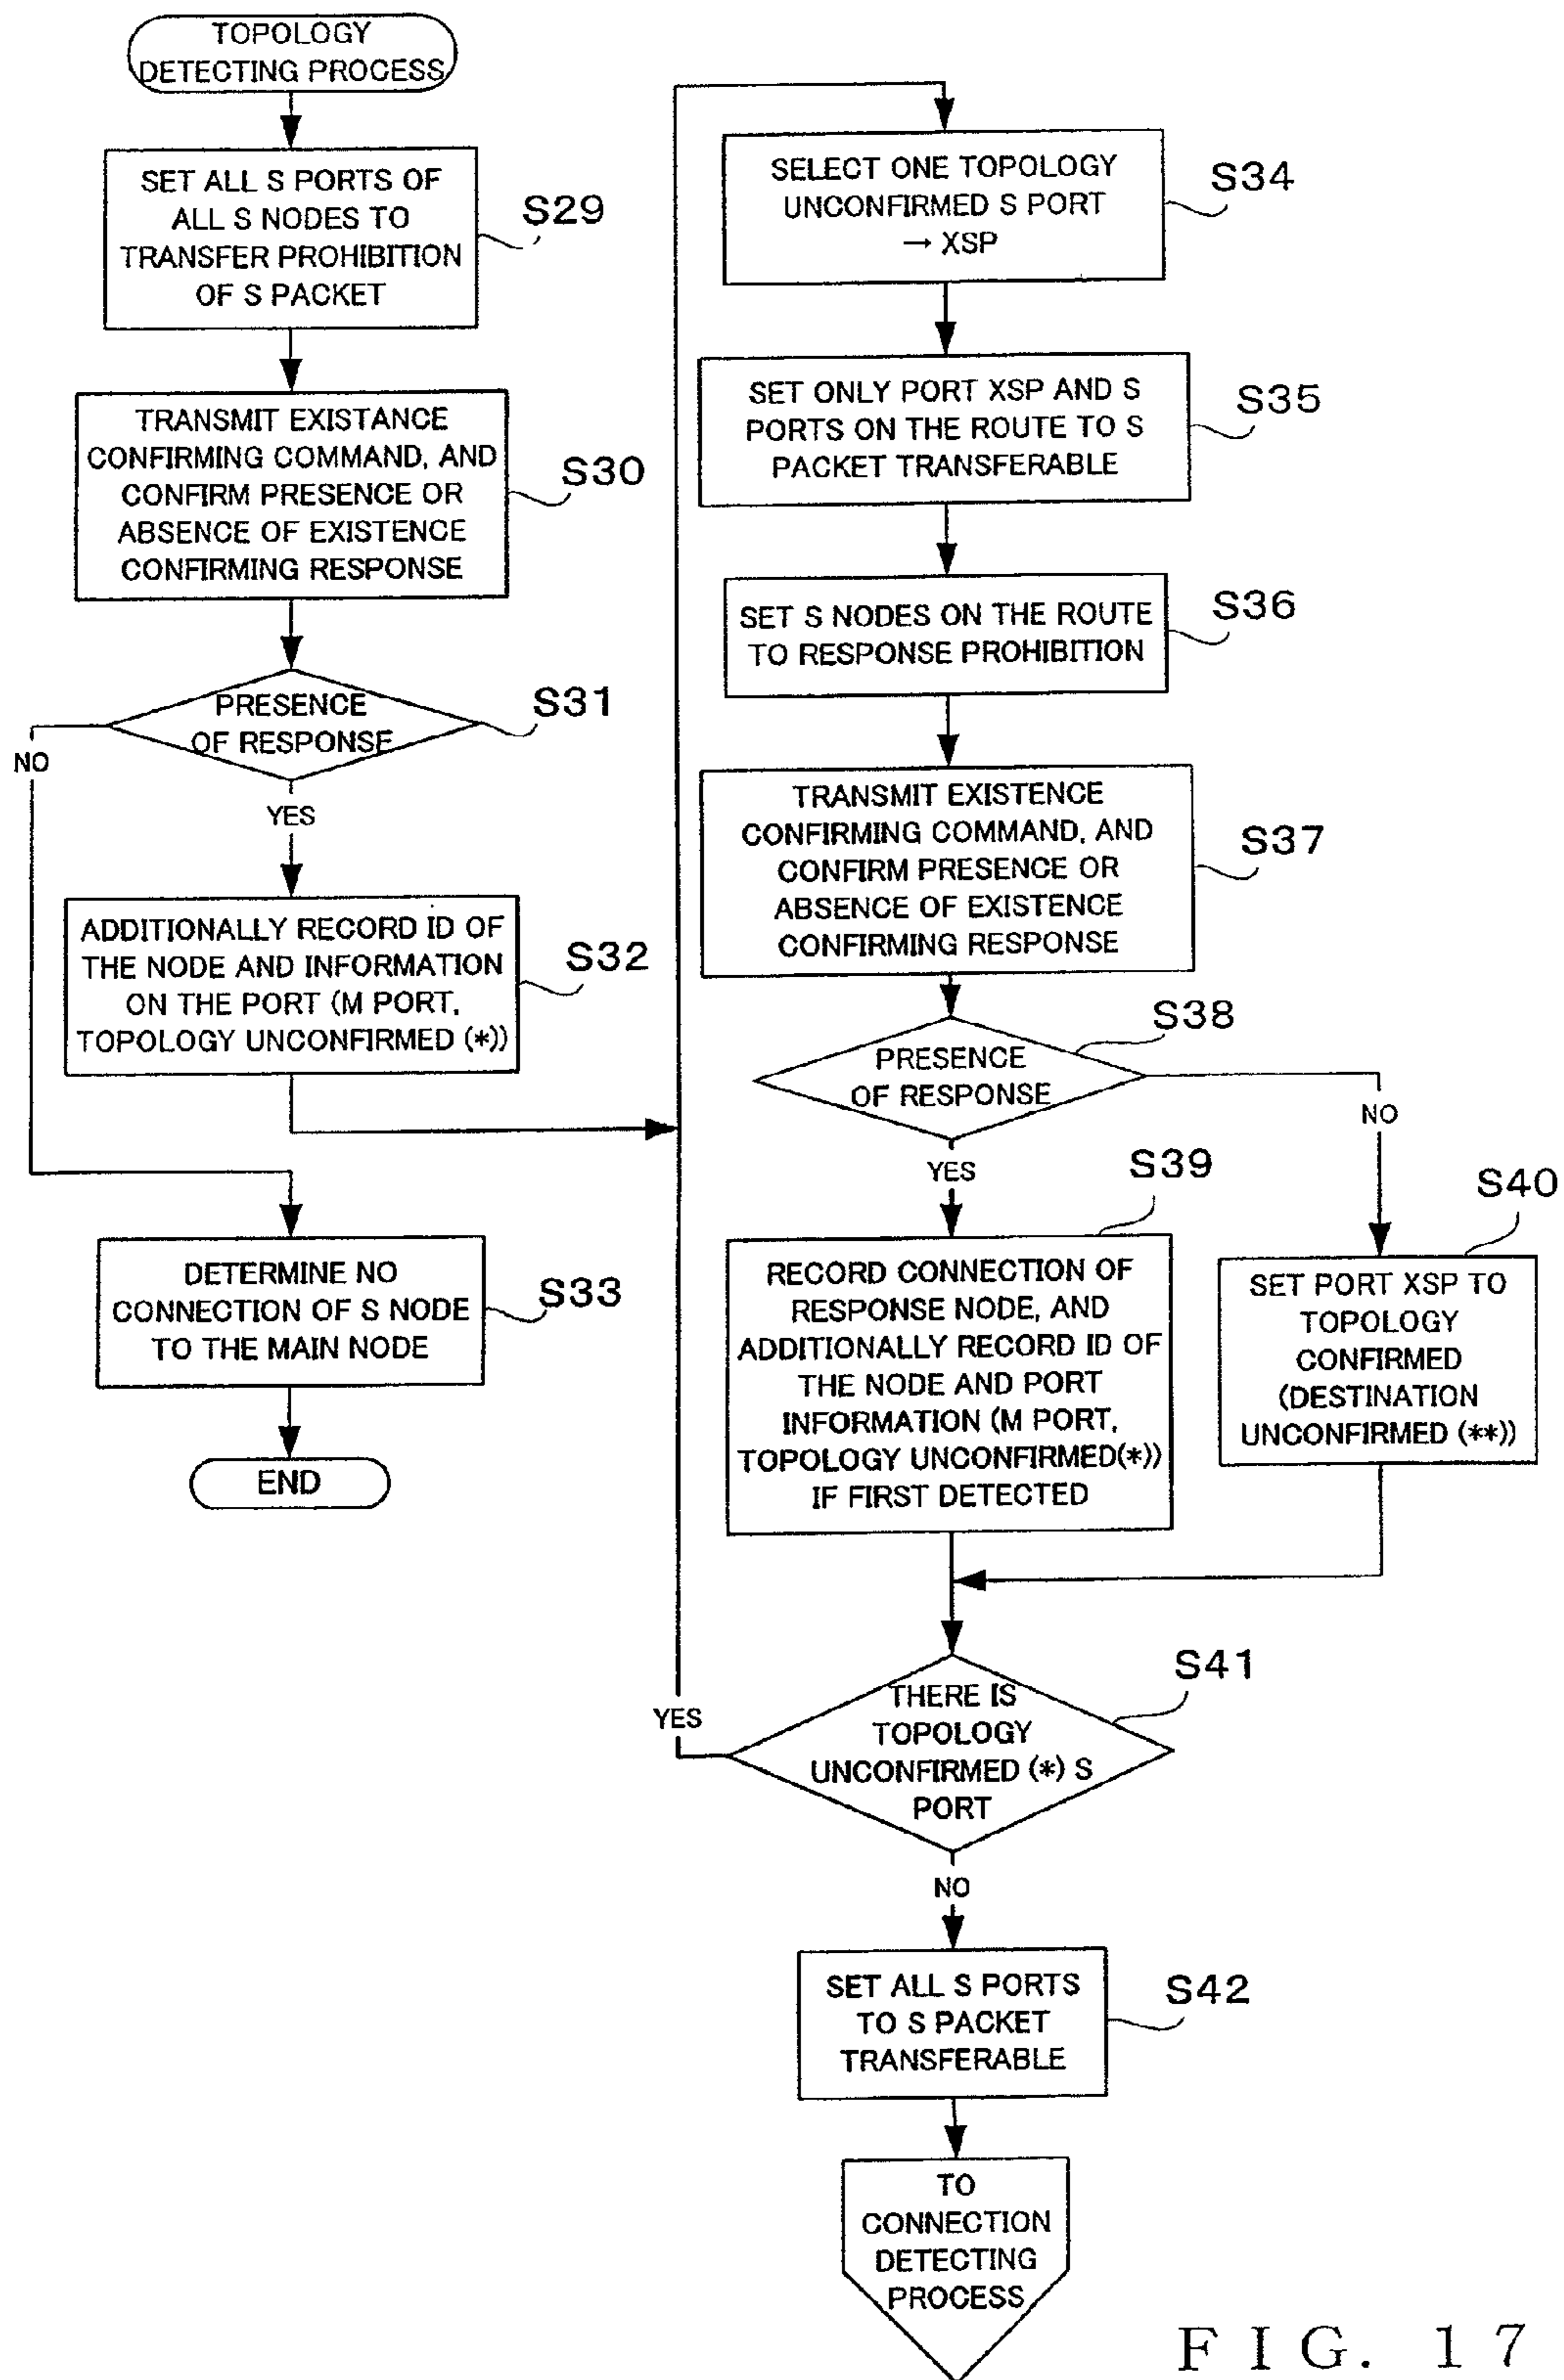 TOPOLOGY
DETECTING PROCESS
SET ALL S PORTS OF
ALL S NODES TO
TRANSFER PROHIBITION
OF S PACKET
S29
TRANSMIT EXISTANCE
CONFIRMING COMMAND, AND
CONFIRM PRESENCE OR
ABSENCE OF EXISTENCE
CONFIRMING RESPONSE
S30
PRESENCE
OF RESPONSE
S31
NO
YES
ADDITIONALLY RECORD ID OF
THE NODE AND INFORMATION
ON THE PORT (M PORT,
TOPOLOGY UNCONFIRMED (*))
S32
DETERMINE NO
CONNECTION OF S NODE
TO THE MAIN NODE
S33
END
SELECT ONE TOPOLOGY
UNCONFIRMED S PORT
→ XSP
S34
SET ONLY PORT XSP AND S
PORTS ON THE ROUTE TO S
PACKET TRANSFERABLE
S35
SET S NODES ON THE ROUTE
TO RESPONSE PROHIBITION
S36
TRANSMIT EXISTENCE
CONFIRMING COMMAND, AND
CONFIRM PRESENCE OR
ABSENCE OF EXISTENCE
CONFIRMING RESPONSE
S37
PRESENCE
OF RESPONSE
S38
NO
YES
RECORD CONNECTION OF
RESPONSE NODE, AND
ADDITIONALLY RECORD ID OF
THE NODE AND PORT
INFORMATION (M PORT,
TOPOLOGY UNCONFIRMED(*))
IF FIRST DETECTED
S39
SET PORT XSP TO
TOPOLOGY
CONFIRMED
(DESTINATION
UNCONFIRMED (**))
S40
THERE IS
TOPOLOGY
UNCONFIRMED (*) S
PORT
S41
YES
NO
SET ALL S PORTS
TO S PACKET
TRANSFERABLE
S42
TO
CONNECTION
DETECTING
PROCESS
FIG. 17